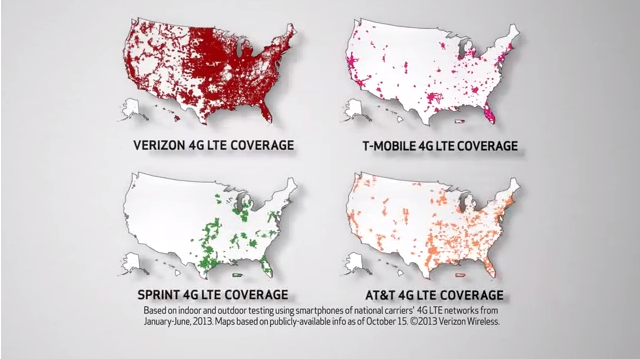 VERIZON 4G LTE COVERAGE
T-MOBILE 4G LTE COVERAGE
SPRINT 4G LTE COVERAGE
AT&T 4G LTE COVERAGE
Based on indoor and outdoor testing using smartphones of national carriers' 4G LTE networks from
January-June, 2013. Maps based on publicly-available info as of October 15. ©2013 Verizon Wireless.